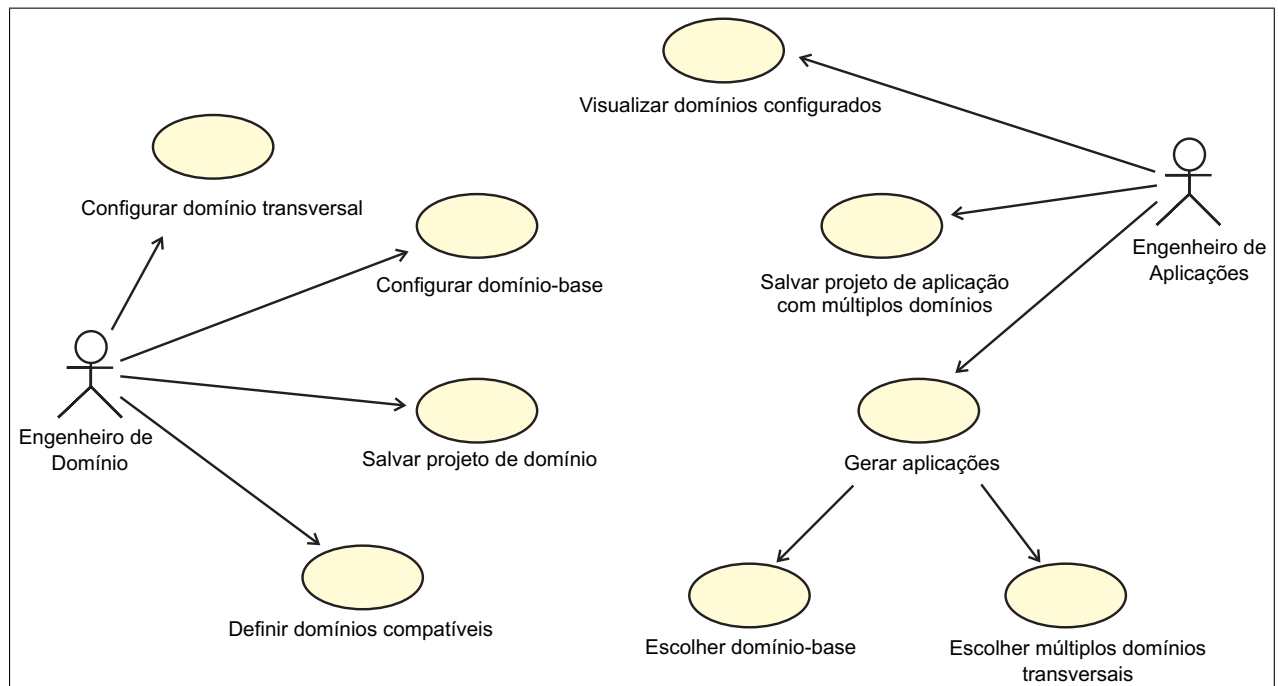 Visualizar domínios configurados
Configurar domínio transversal
Engenheiro de
Aplicações
Configurar domínio-base
Salvar projeto de aplicação
com múltiplos domínios
Engenheiro de
Domínio
Salvar projeto de domínio
Gerar aplicações
Definir domínios compatíveis
Escolher domínio-base
Escolher múltiplos domínios
transversais